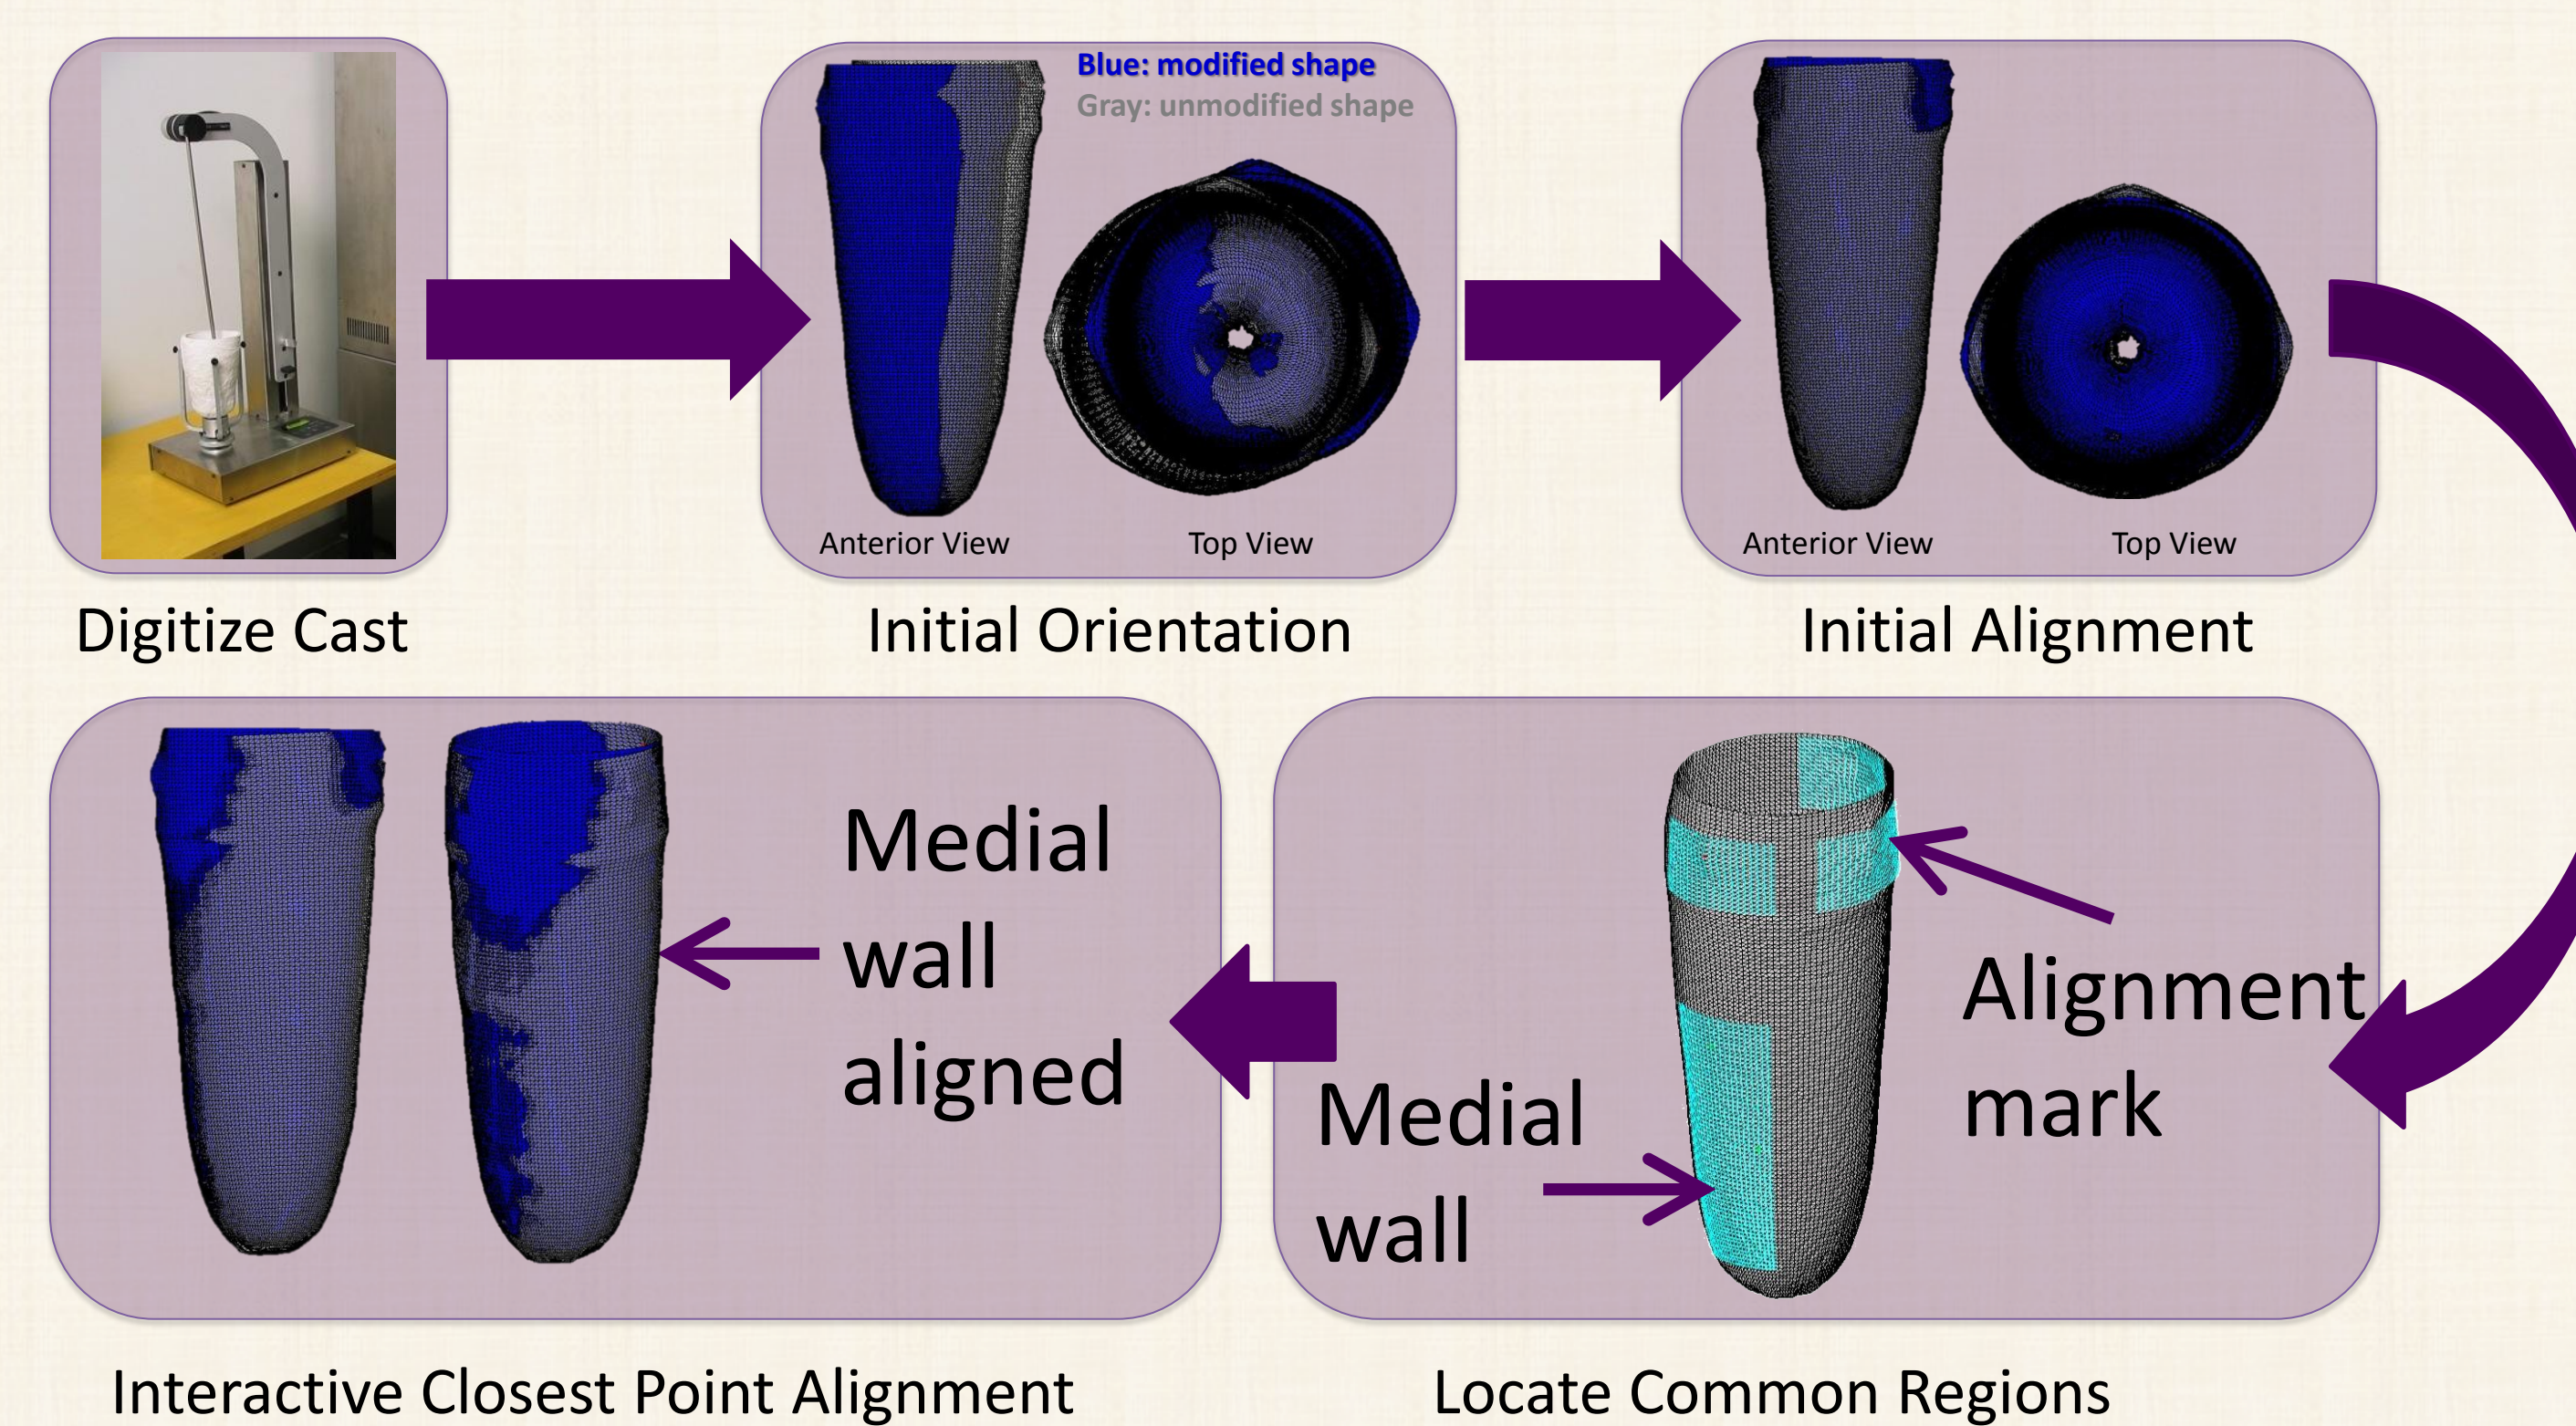 Blue: modified shape
Gray: unmodified shape
Anterior View
Top View
Anterior View
Top View
Digitize Cast
Initial Orientation
Initial Alignment
Medial
wall
aligned
Medial
wall
Alignment
mark
Interactive Closest Point Alignment
Locate Common Regions